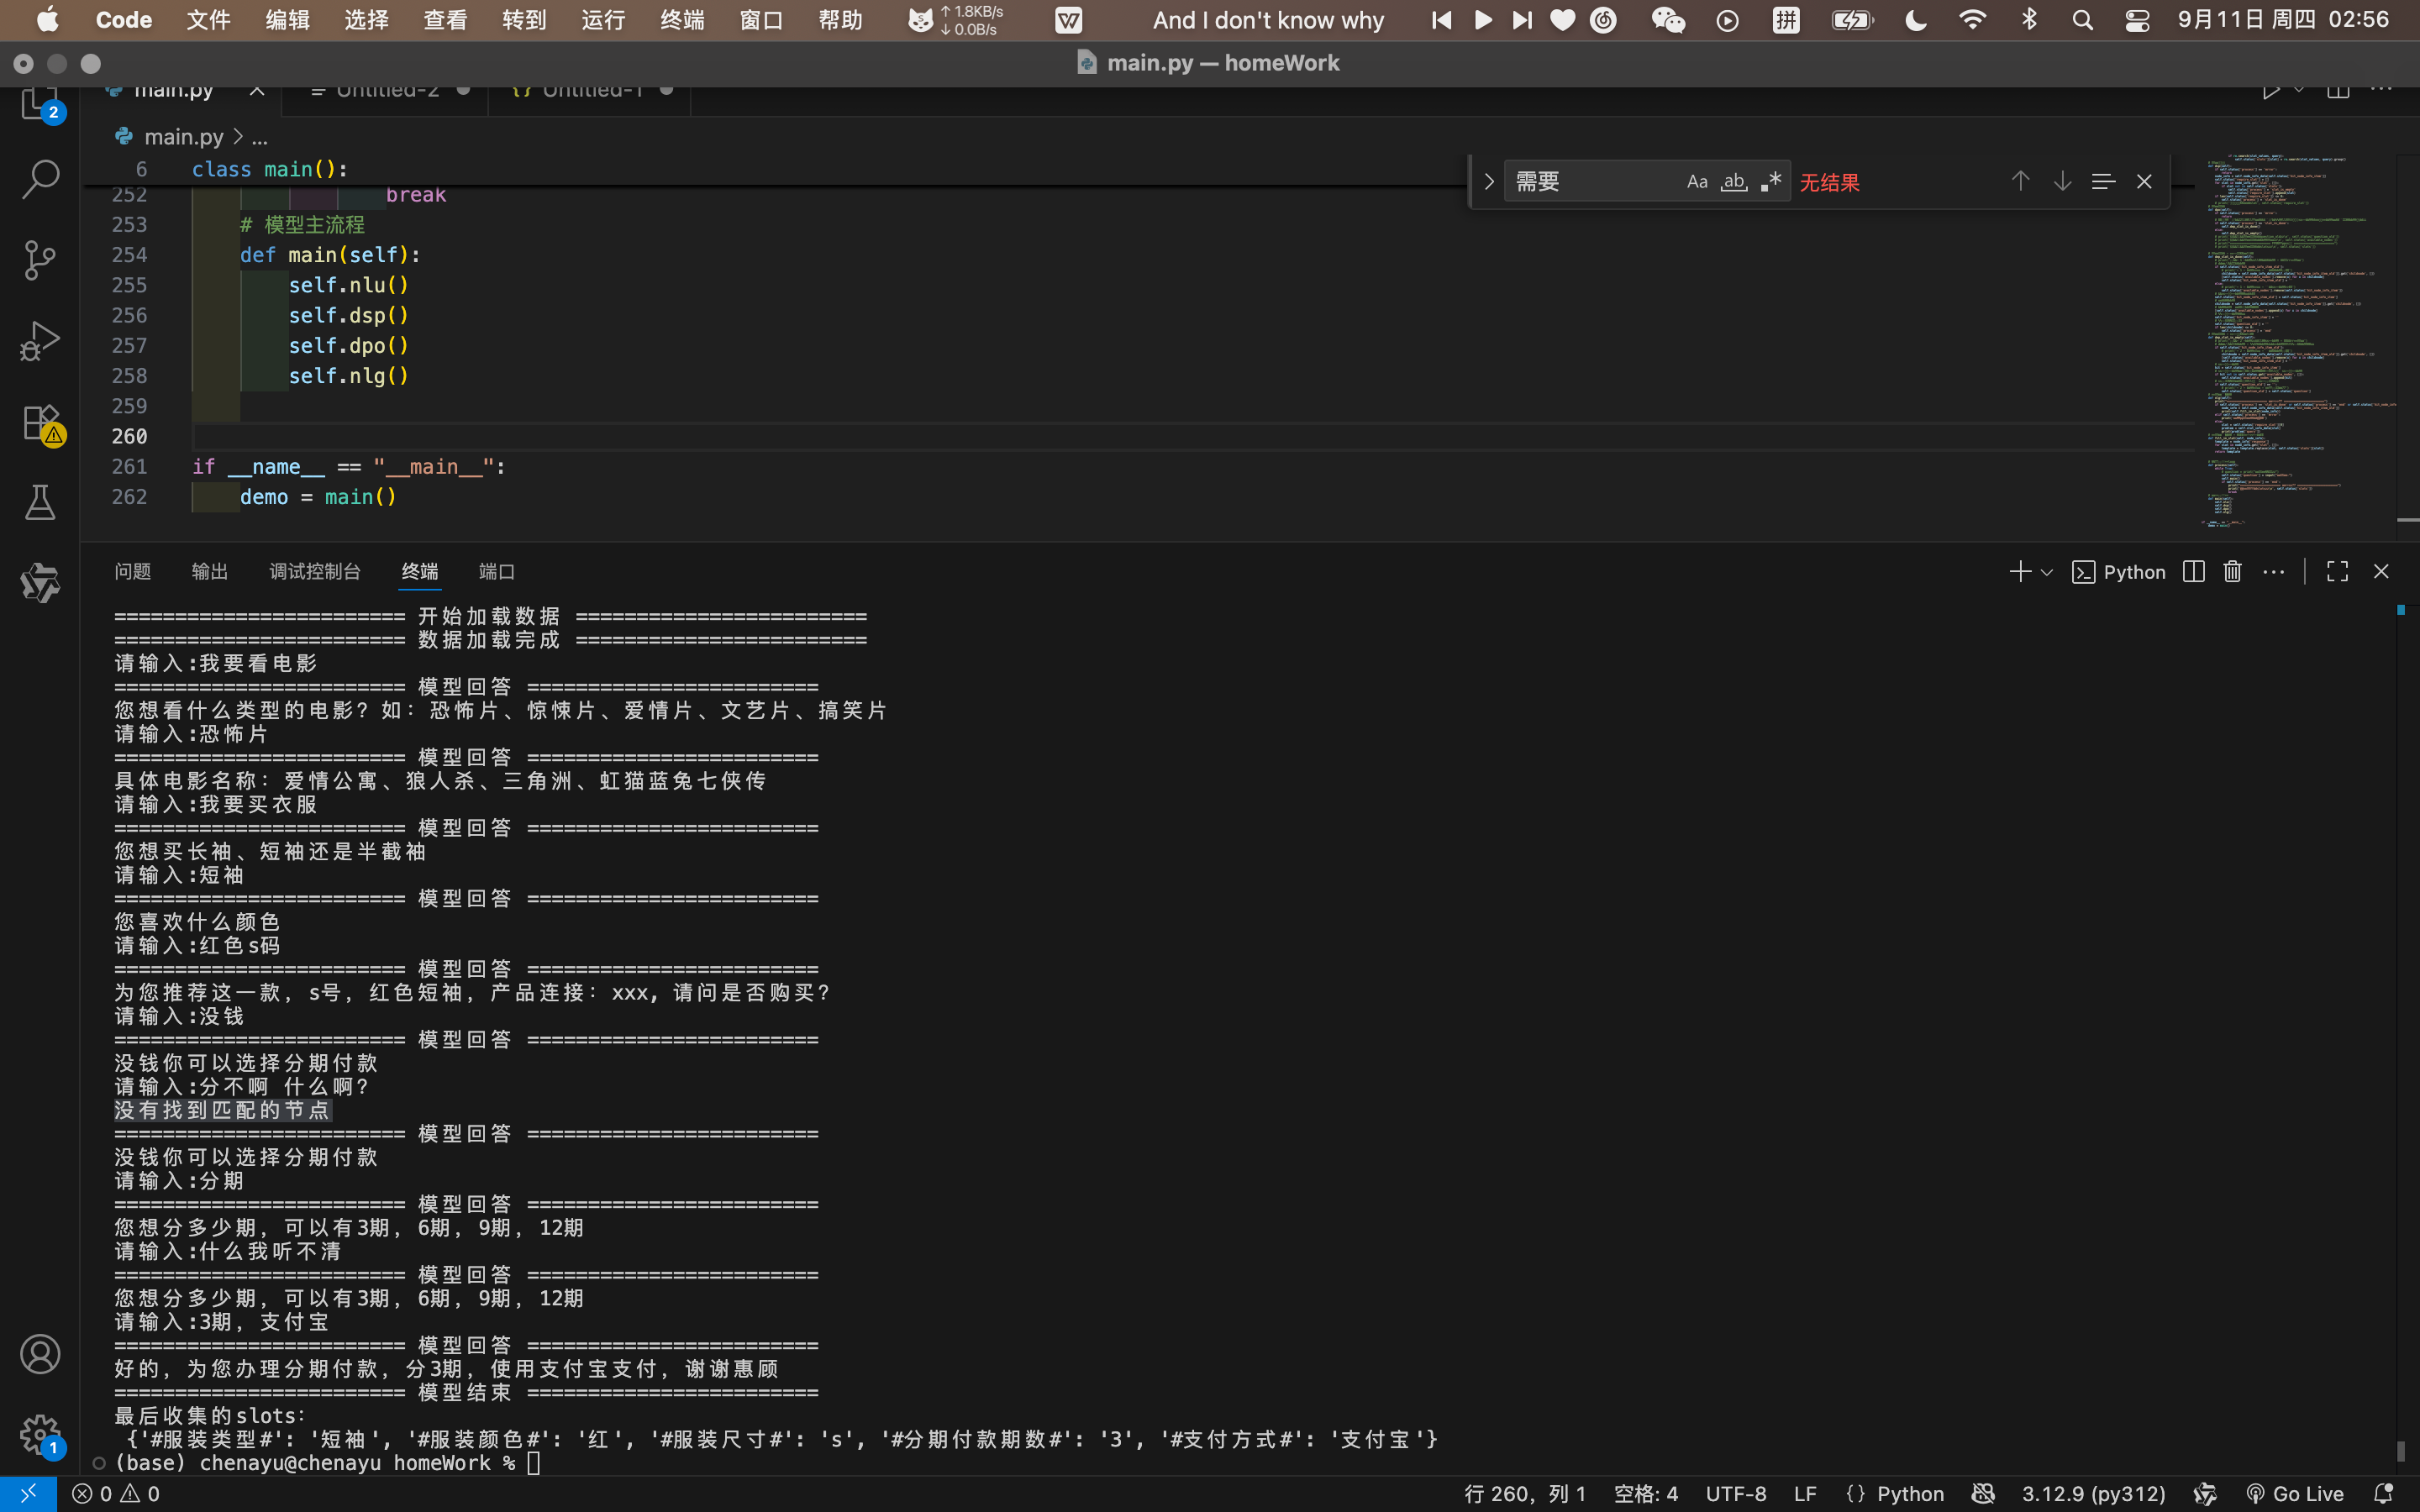 Code 文件 编辑 选择 查看 转到 运行 终端 窗口 帮助 ↑ 1.8KB/s ↓ 0.0B/s And I don't know why 拼 9月11日 周四 02:56
main.py — homeWork
main.py Untitled-2 {} Untitled-1
2
main.py > ...
6 class main():
需要 Aa ab .* 无结果
252 break
253 # 模型主流程
254 def main(self):
255 self.nlu()
256 self.dsp()
257 self.dpo()
258 self.nlg()
259
260
261 if __name__ == "__main__":
262 demo = main()
问题 输出 调试控制台 终端 端口 Python
======================== 开始加载数据 ========================
======================== 数据加载完成 ========================
请输入:我要看电影
======================== 模型回答 ========================
您想看什么类型的电影？如：恐怖片、惊悚片、爱情片、文艺片、搞笑片
请输入:恐怖片
======================== 模型回答 ========================
具体电影名称：爱情公寓、狼人杀、三角洲、虹猫蓝兔七侠传
请输入:我要买衣服
======================== 模型回答 ========================
您想买长袖、短袖还是半截袖
请输入:短袖
======================== 模型回答 ========================
您喜欢什么颜色
请输入:红色s码
======================== 模型回答 ========================
为您推荐这一款，s号，红色短袖，产品连接：xxx, 请问是否购买？
请输入:没钱
======================== 模型回答 ========================
没钱你可以选择分期付款
请输入:分不啊 什么啊？
没有找到匹配的节点
======================== 模型回答 ========================
没钱你可以选择分期付款
请输入:分期
======================== 模型回答 ========================
您想分多少期，可以有3期，6期，9期，12期
请输入:什么我听不清
======================== 模型回答 ========================
您想分多少期，可以有3期，6期，9期，12期
请输入:3期，支付宝
======================== 模型回答 ========================
好的，为您办理分期付款，分3期，使用支付宝支付，谢谢惠顾
======================== 模型结束 ========================
最后收集的slots：
{'#服装类型#': '短袖', '#服装颜色#': '红', '#服装尺寸#': 's', '#分期付款期数#': '3', '#支付方式#': '支付宝'}
(base) chenayu@chenayu homeWork %
1
0 0 行 260，列 1 空格: 4 UTF-8 LF {} Python 3.12.9 (py312) Go Live